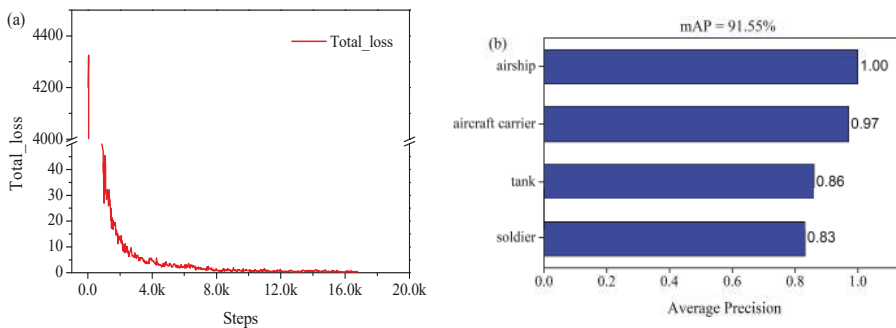 (a)
Total_loss
4400
4200
4000
40
30
20
10
0
Total_loss
0.0
4.0k
8.0k
12.0k
16.0k
20.0k
Steps
mAP = 91.55%
(b)
airship
1.00
aircraft carrier
0.97
tank
0.86
soldier
0.83
0.0
0.2
0.4
0.6
0.8
1.0
Average Precision